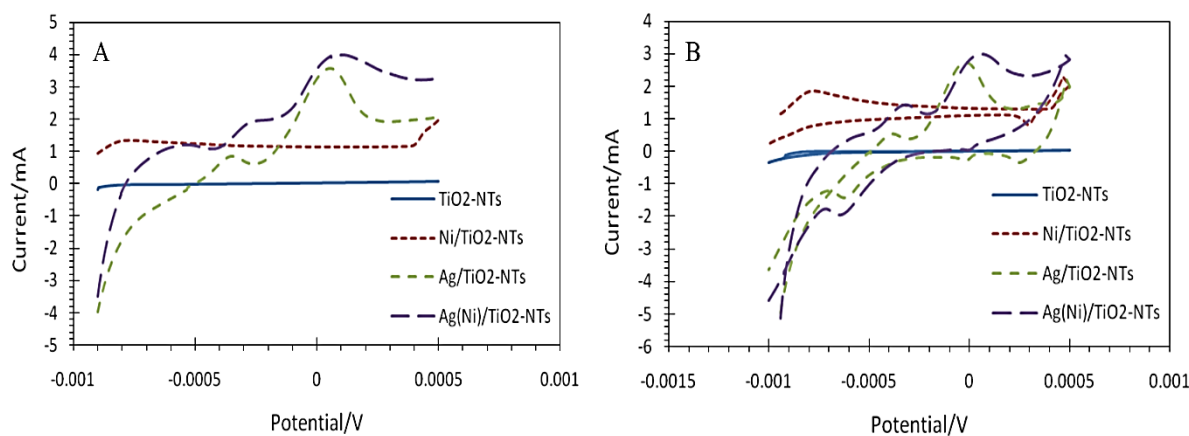 A
5
4
3
2
1
0
-1
-2
-3
-4
-5
Current/mA
-0.001
-0.0005
0
0.0005
0.001
Potential/V
TiO2-NTs
Ni/TiO2-NTs
Ag/TiO2-NTs
Ag(Ni)/TiO2-NTs
B
4
3
2
1
0
-1
-2
-3
-4
-5
-6
Current/mA
-0.0015
-0.001
-0.0005
0
0.0005
0.001
Potential/V
TiO2-NTs
Ni/TiO2-NTs
Ag/TiO2-NTs
Ag(Ni)/TiO2-NTs